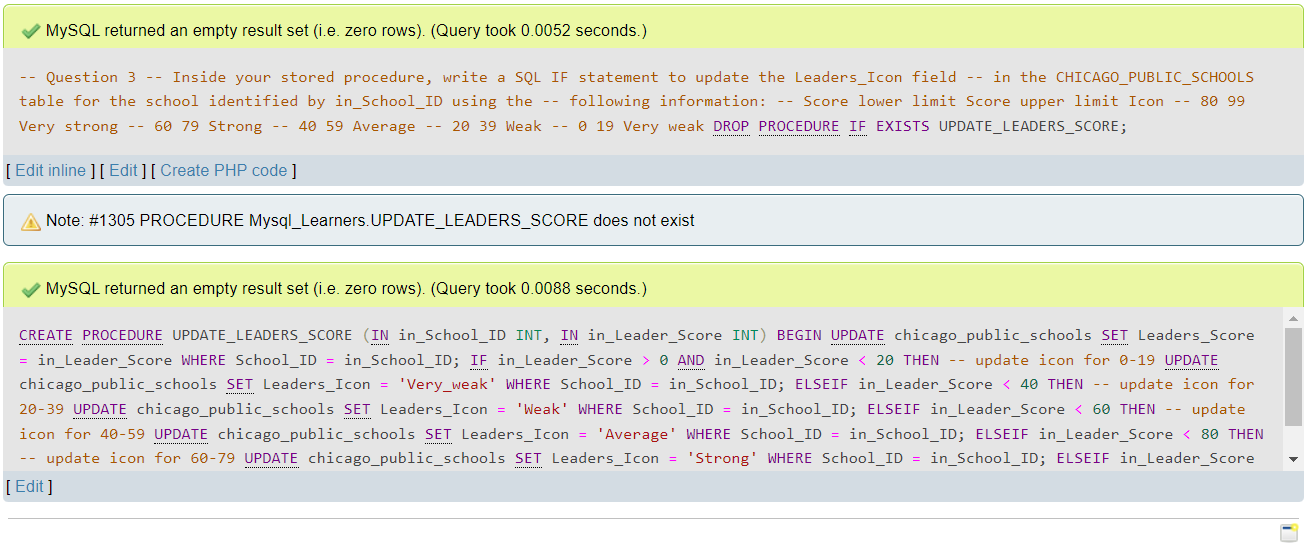 MySQL returned an empty result set (i.e. zero rows). (Query took 0.0052 seconds.)
-- Question 3 -- Inside your stored procedure, write a SQL IF statement to update the Leaders_Icon field -- in the CHICAGO_PUBLIC_SCHOOLS
table for the school identified by in_School_ID using the -- following information: -- Score lower limit Score upper limit Icon -- 80 99
Very strong -- 60 79 Strong -- 40 59 Average -- 20 39 Weak -- 0 19 Very weak DROP PROCEDURE IF EXISTS UPDATE_LEADERS_SCORE;
[ Edit inline ] [ Edit ] [ Create PHP code ]
Note: #1305 PROCEDURE Mysql_Learners.UPDATE_LEADERS_SCORE does not exist
MySQL returned an empty result set (i.e. zero rows). (Query took 0.0088 seconds.)
CREATE PROCEDURE UPDATE_LEADERS_SCORE (IN in_School_ID INT, IN in_Leader_Score INT) BEGIN UPDATE chicago_public_schools SET Leaders_Score
= in_Leader_Score WHERE School_ID = in_School_ID; IF in_Leader_Score > 0 AND in_Leader_Score < 20 THEN -- update icon for 0-19 UPDATE
chicago_public_schools SET Leaders_Icon = 'Very_weak' WHERE School_ID = in_School_ID; ELSEIF in_Leader_Score < 40 THEN -- update icon for
20-39 UPDATE chicago_public_schools SET Leaders_Icon = 'Weak' WHERE School_ID = in_School_ID; ELSEIF in_Leader_Score < 60 THEN -- update
icon for 40-59 UPDATE chicago_public_schools SET Leaders_Icon = 'Average' WHERE School_ID = in_School_ID; ELSEIF in_Leader_Score < 80 THEN
-- update icon for 60-79 UPDATE chicago_public_schools SET Leaders_Icon = 'Strong' WHERE School_ID = in_School_ID; ELSEIF in_Leader_Score
[ Edit ]